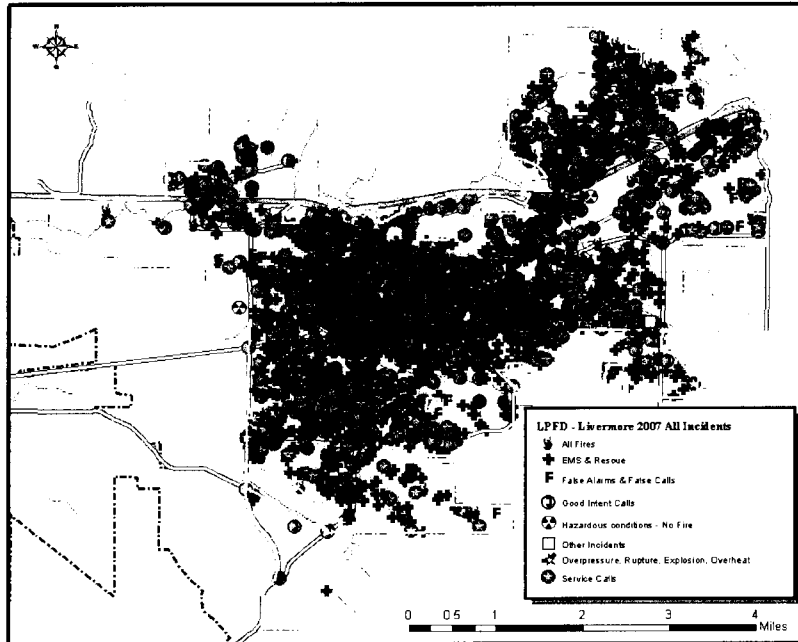 N
W
E
S
F
F
F
F
LPFD - Livermore 2007 All Incidents
All Fires
EMS & Rescue
F False Alarms & False Calls
Good Intent Calls
Hazardous conditions - No Fire
Other Incidents
Overpressure, Rupture, Explosion, Overheat
Service Calls
0 0.5 1 2 3 4
Miles